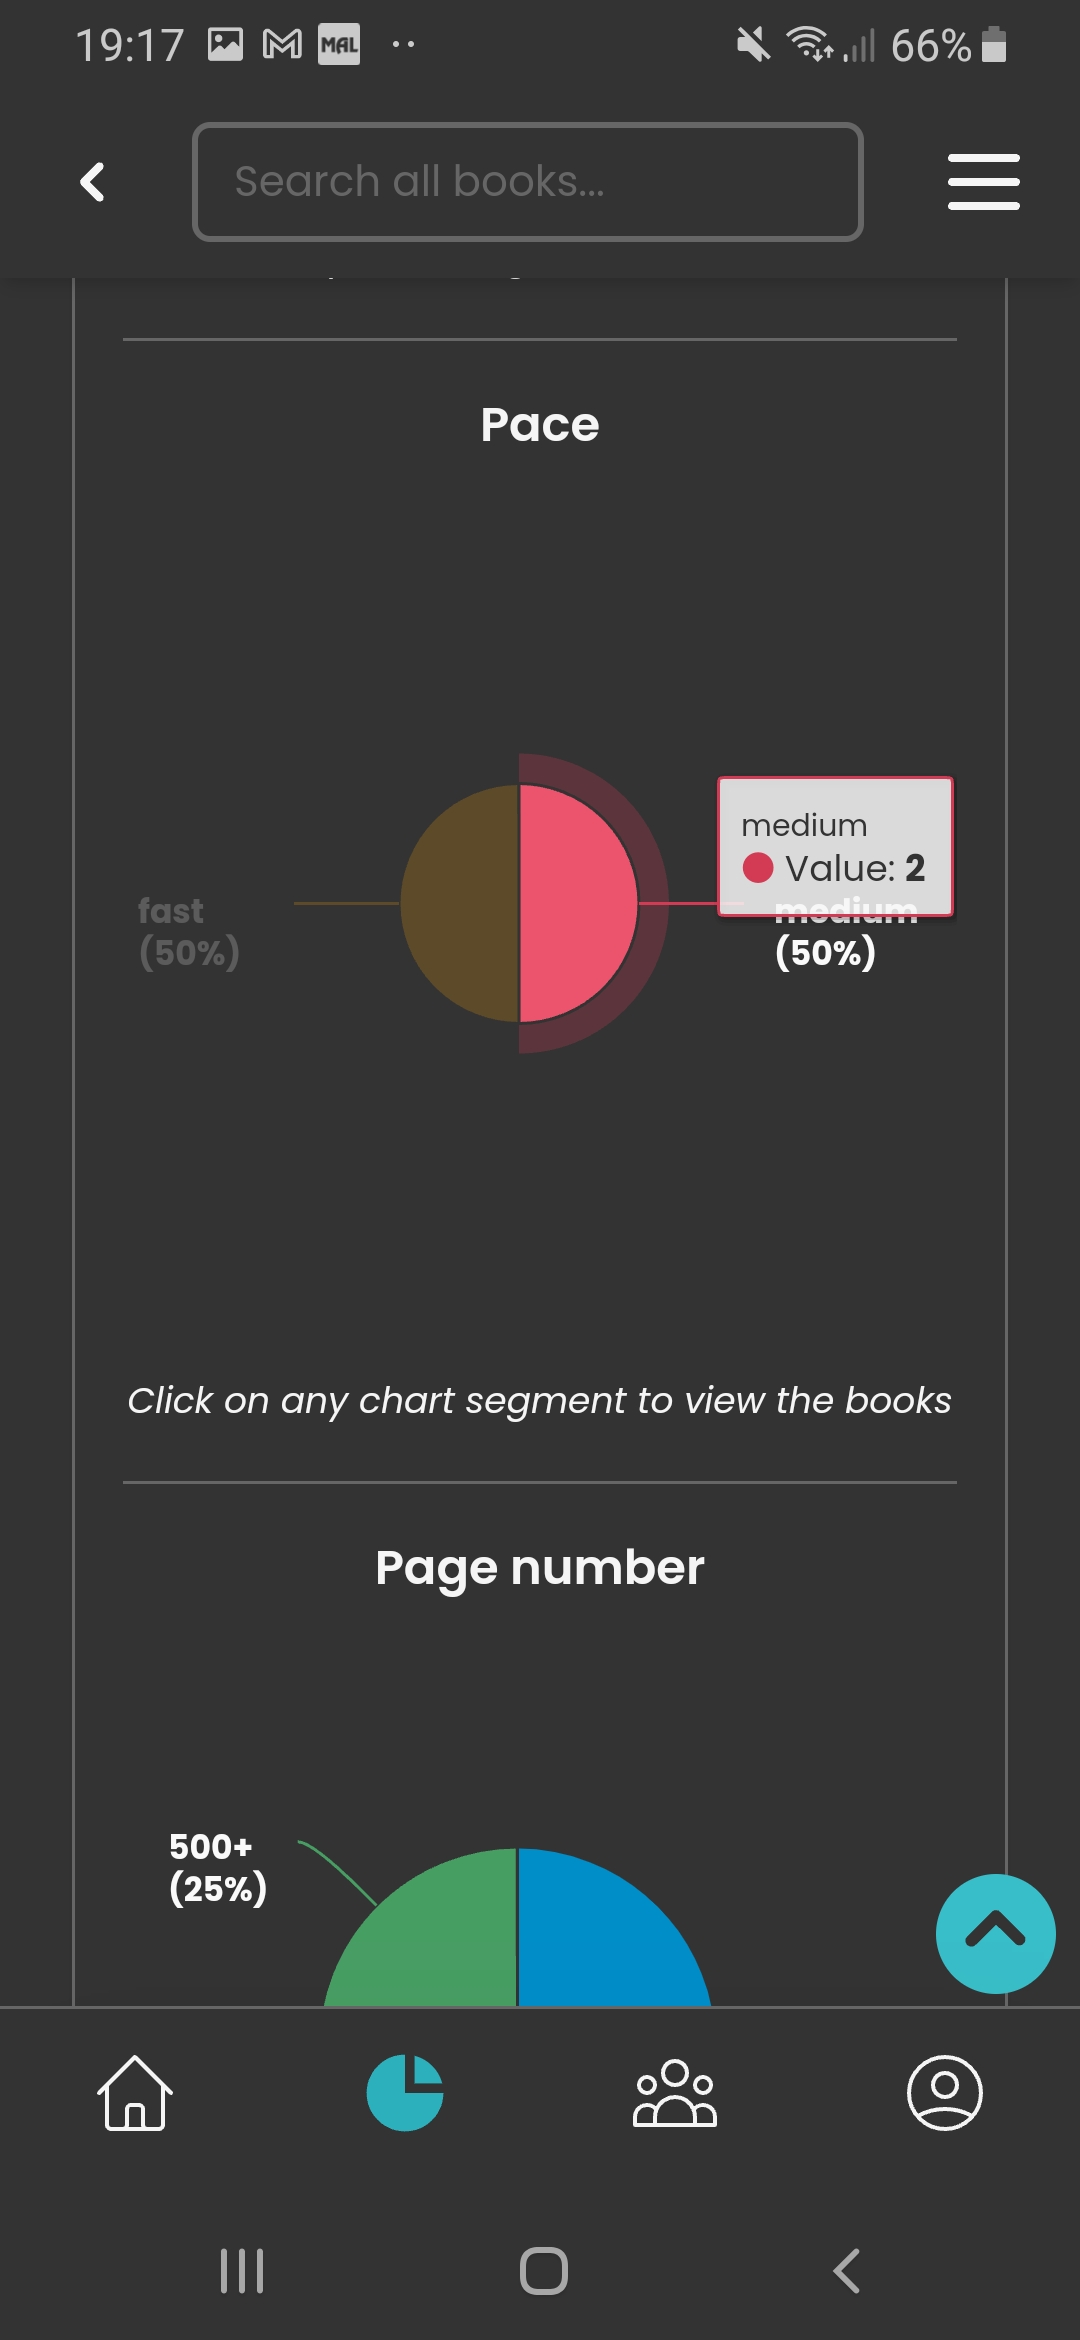 19:17 MAL 66%
Search all books...
Pace
medium
Value: 2
fast
(50%)
medium
(50%)
Click on any chart segment to view the books
Page number
500+
(25%)